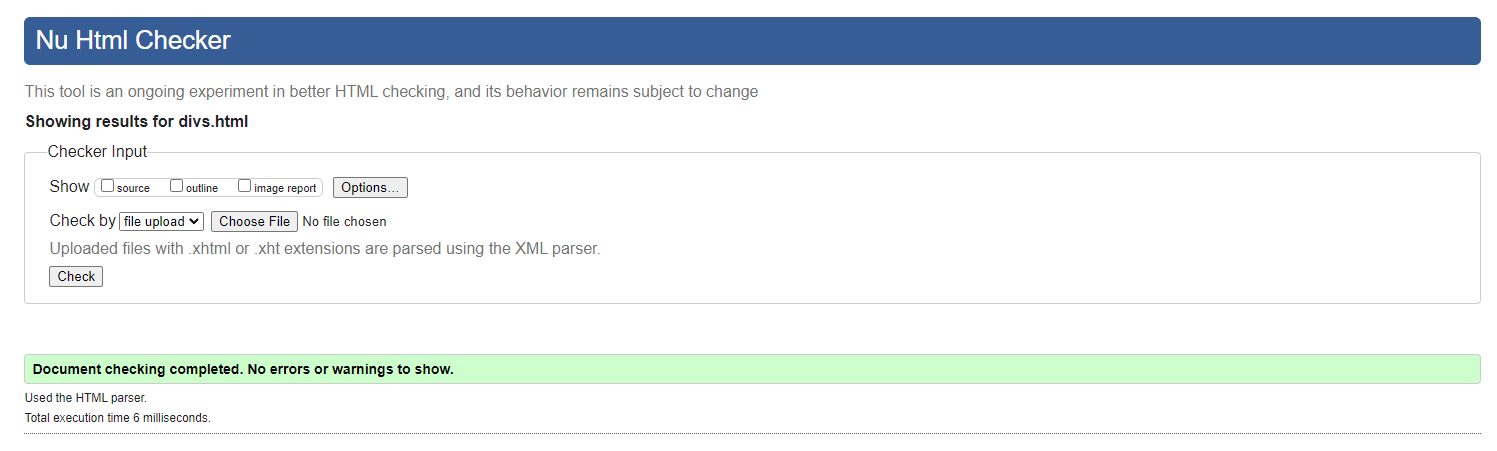 Nu Html Checker
This tool is an ongoing experiment in better HTML checking, and its behavior remains subject to change
Showing results for divs.html
Checker Input
Show source outline image report Options...
Check by file upload Choose File No file chosen
Uploaded files with .xhtml or .xht extensions are parsed using the XML parser.
Check
Document checking completed. No errors or warnings to show.
Used the HTML parser.
Total execution time 6 milliseconds.